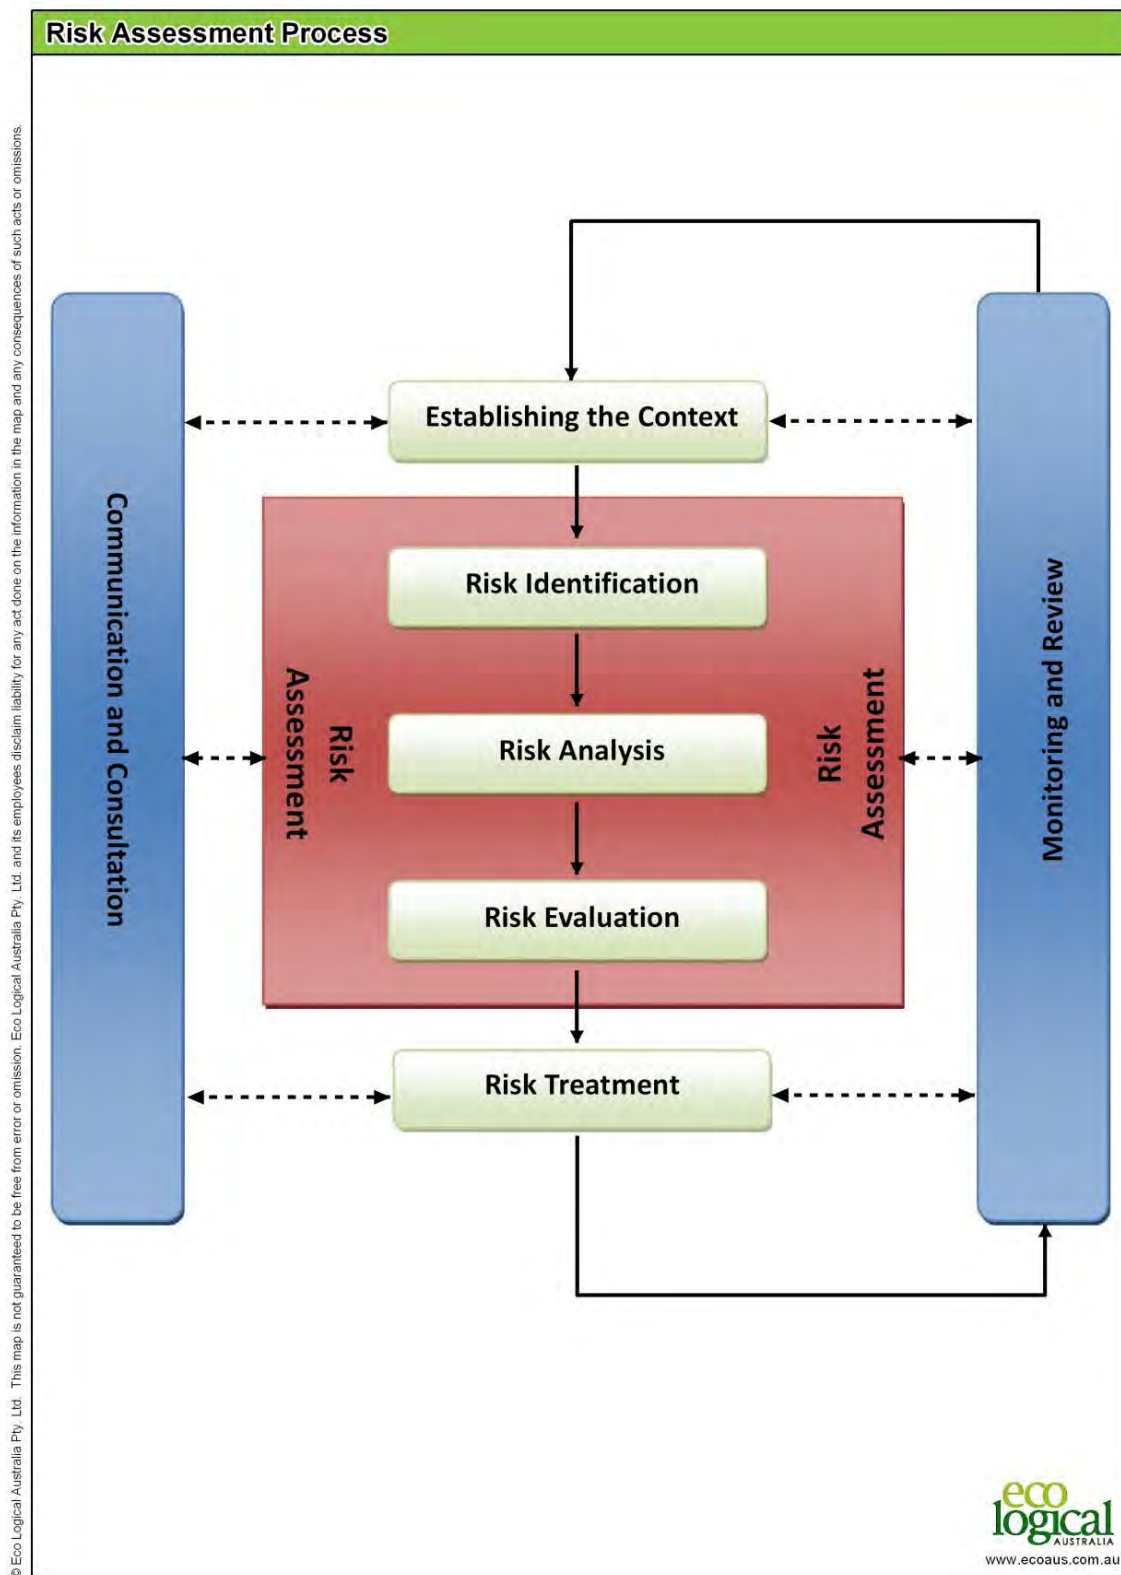 Risk Assessment Process
© Eco Logical Australia Pty. Ltd. This map is not guaranteed to be free from error or omission. Eco Logical Australia Pty. Ltd. and its employees disclaim liability for any act done on the information in the map and any consequences of such acts or omissions.
Communication and Consultation
Establishing the Context
Risk
Assessment
Risk Identification
Risk Analysis
Risk Evaluation
Risk
Assessment
Risk Treatment
Monitoring and Review
eco
logical
AUSTRALIA
www.ecoaus.com.au